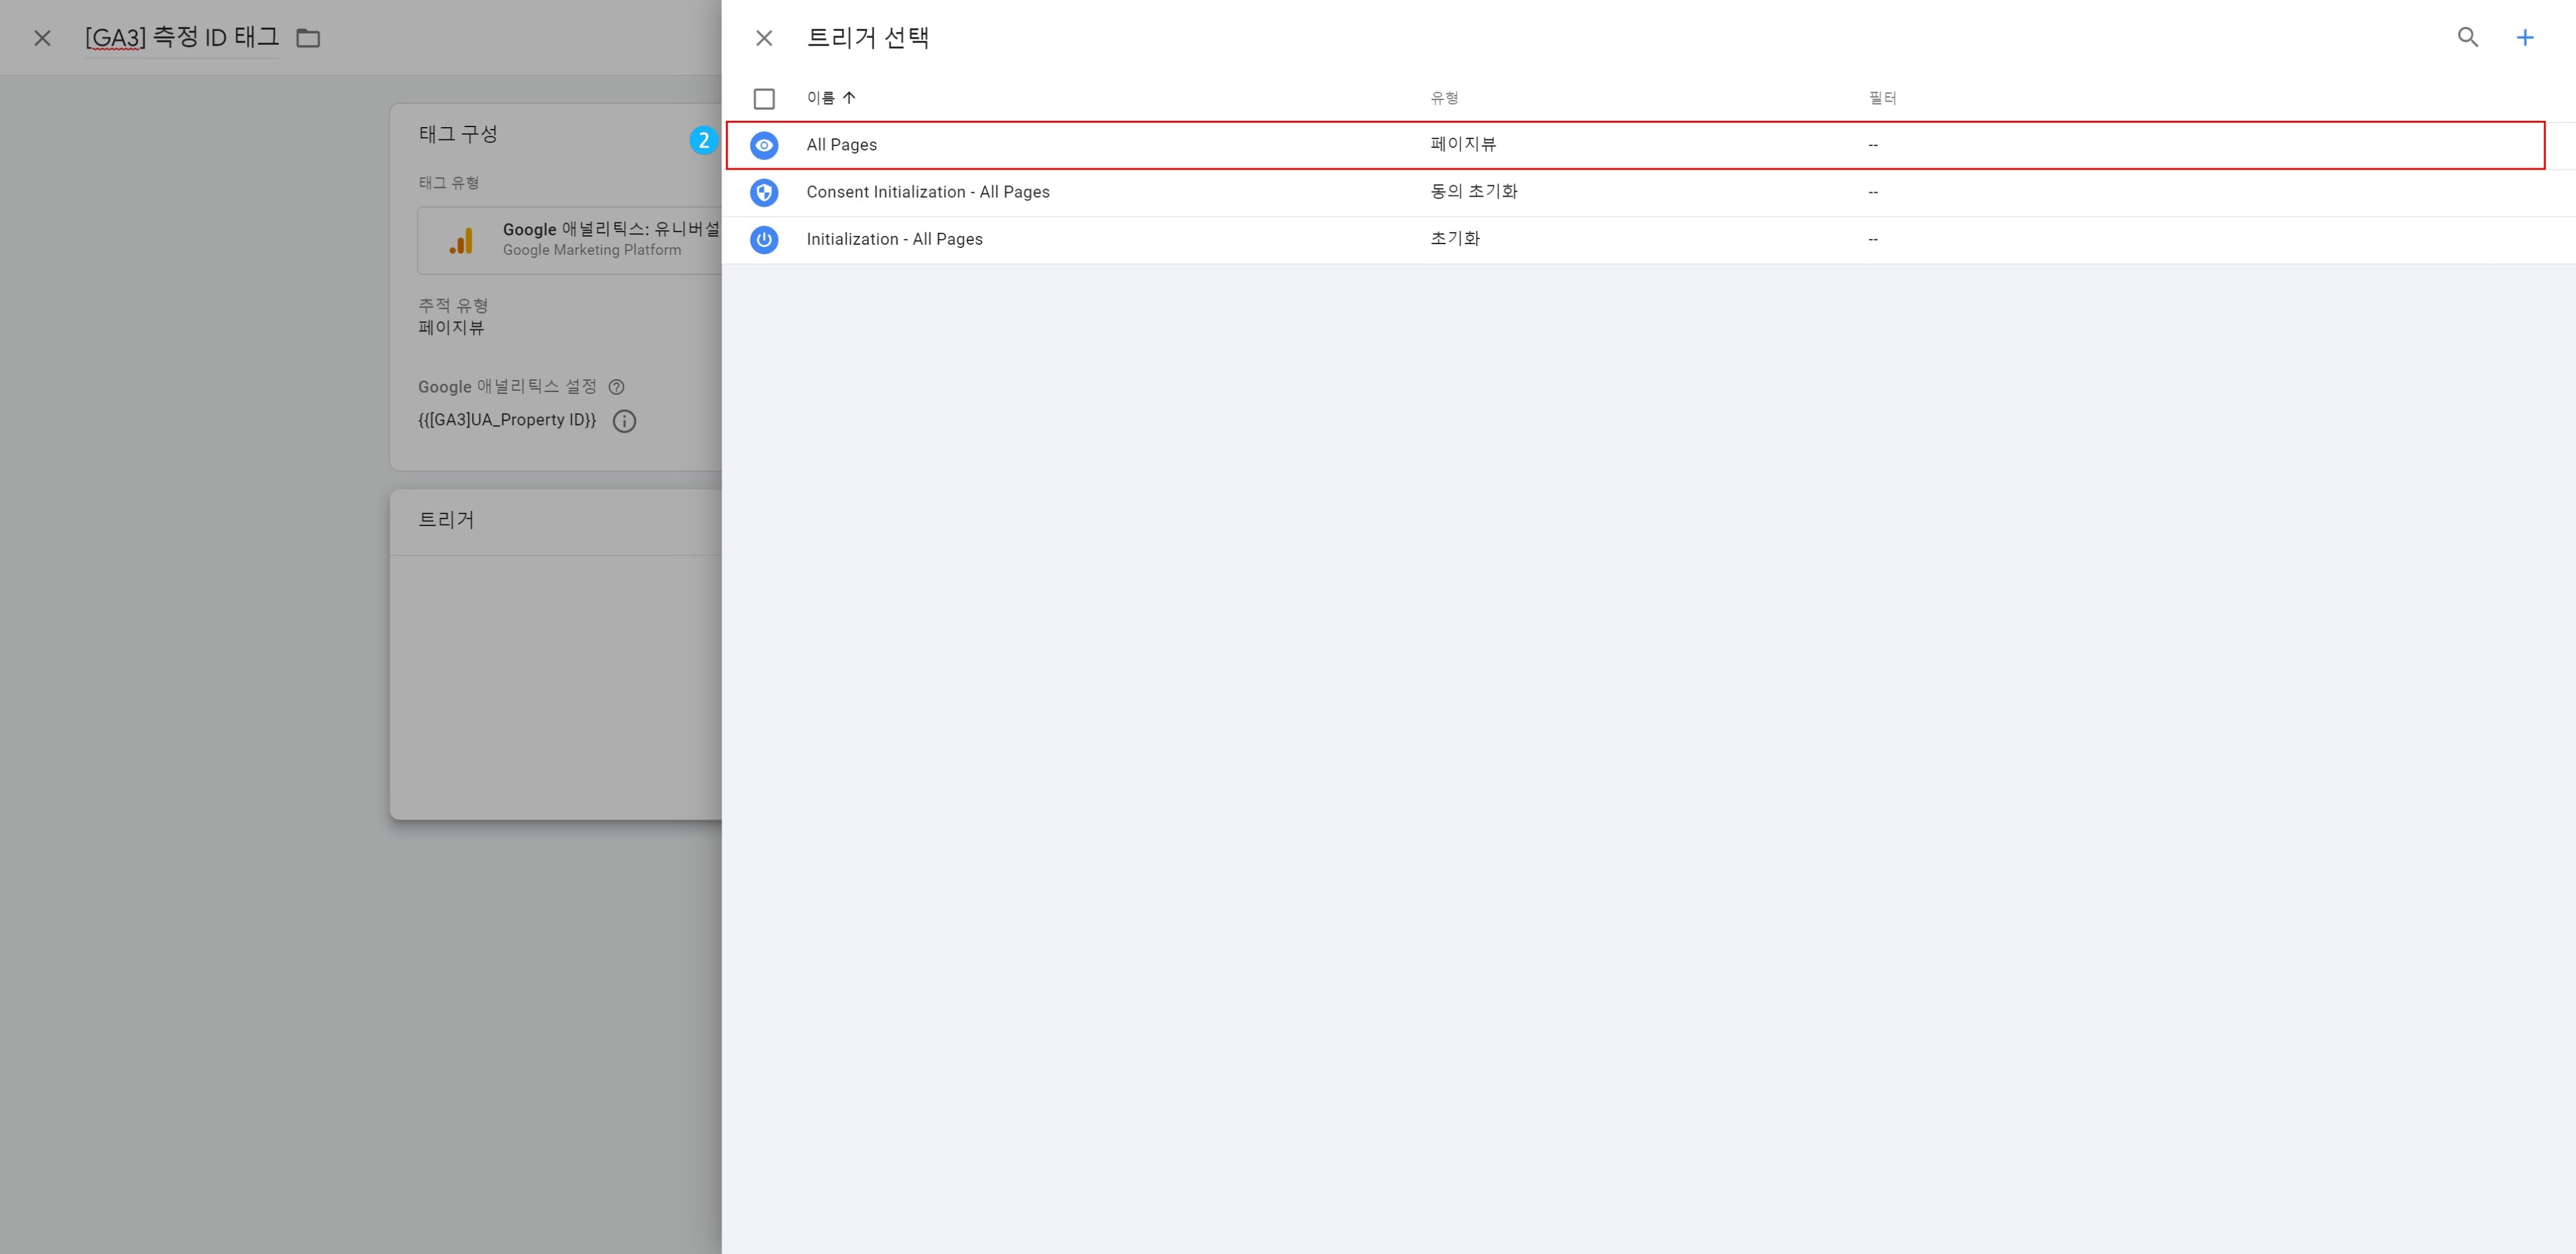 [GA3] 측정 ID 태그
태그 구성
2
태그 유형
Google 애널리틱스: 유니버설
Google Marketing Platform
추적 유형
페이지뷰
Google 애널리틱스 설정
{{[GA3]UA_Property ID}}
트리거
트리거 선택
이름 유형 필터
All Pages 페이지뷰 --
Consent Initialization - All Pages 동의 초기화 --
Initialization - All Pages 초기화 --